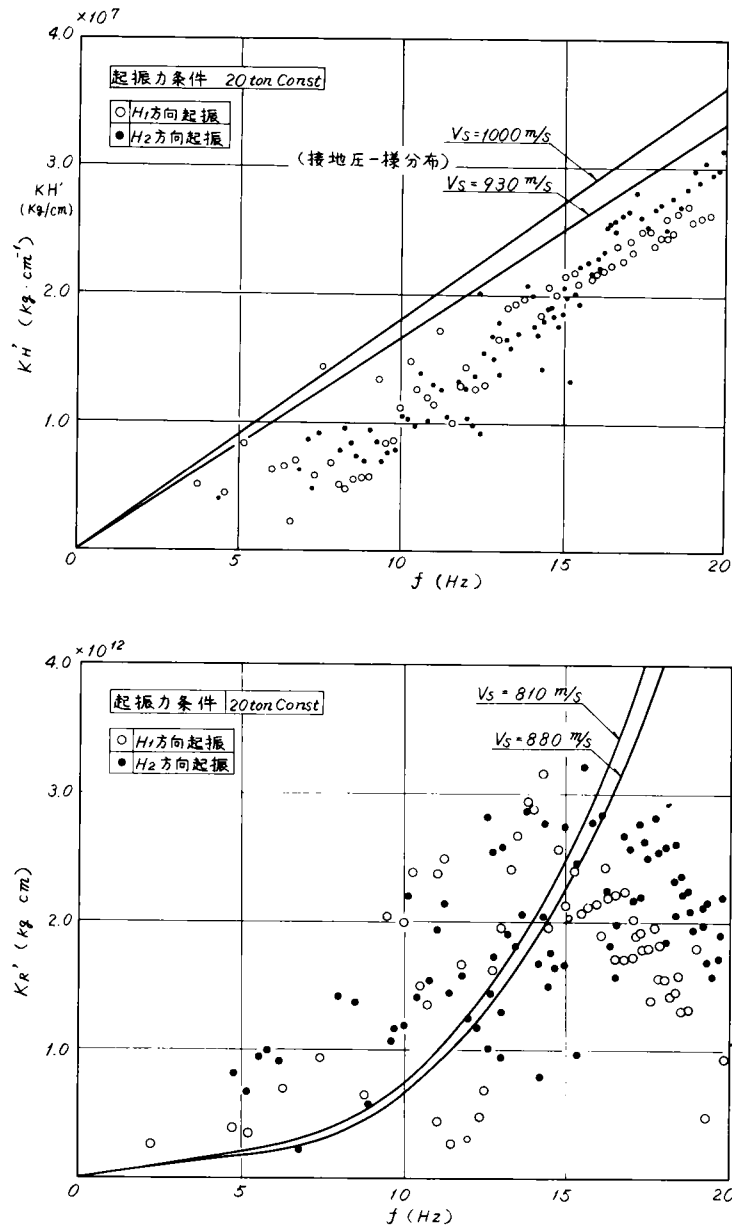 ×10⁷
4.0
起振力条件 20ton Const
○ H₁方向起振
● H₂方向起振
(接地圧一様分布)
Vs=1000 m/s
Vs=930 m/s
3.0
KH'
(Kg/cm)
KH' (kg・cm⁻¹)
2.0
1.0
0 5 10 15 20
f (Hz)
×10¹²
4.0
起振力条件 20ton Const
○ H₁方向起振
● H₂方向起振
Vs=810 m/s
Vs=880 m/s
3.0
KR' (kg cm)
2.0
1.0
0 5 10 15 20
f (Hz)